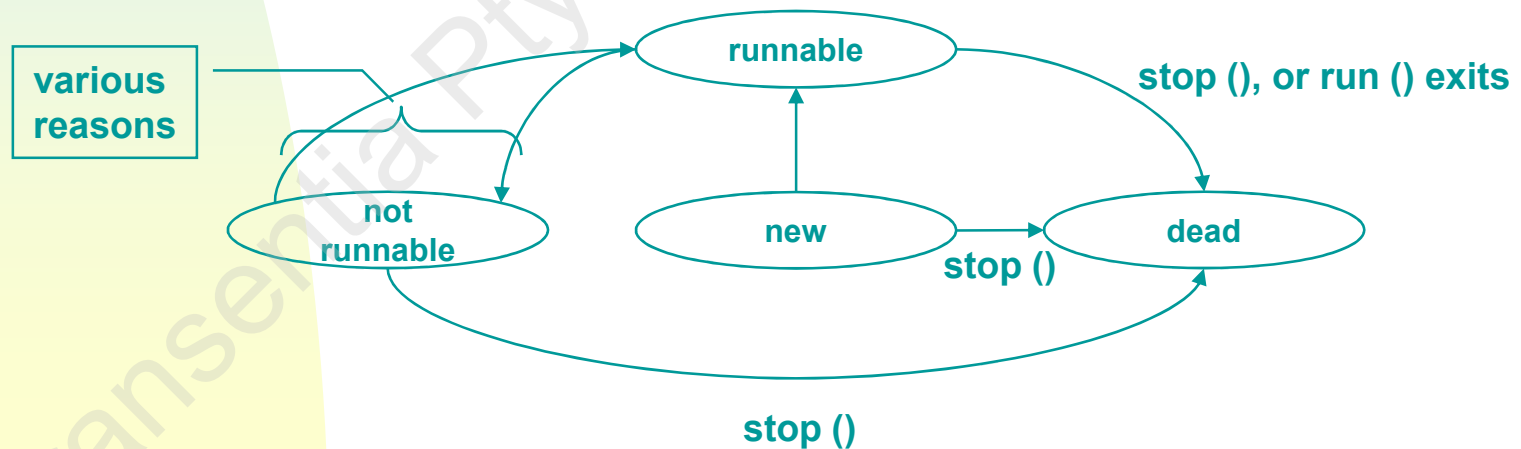 runnable
various
reasons
stop (), or run () exits
not
runnable
new
dead
stop ()
stop ()